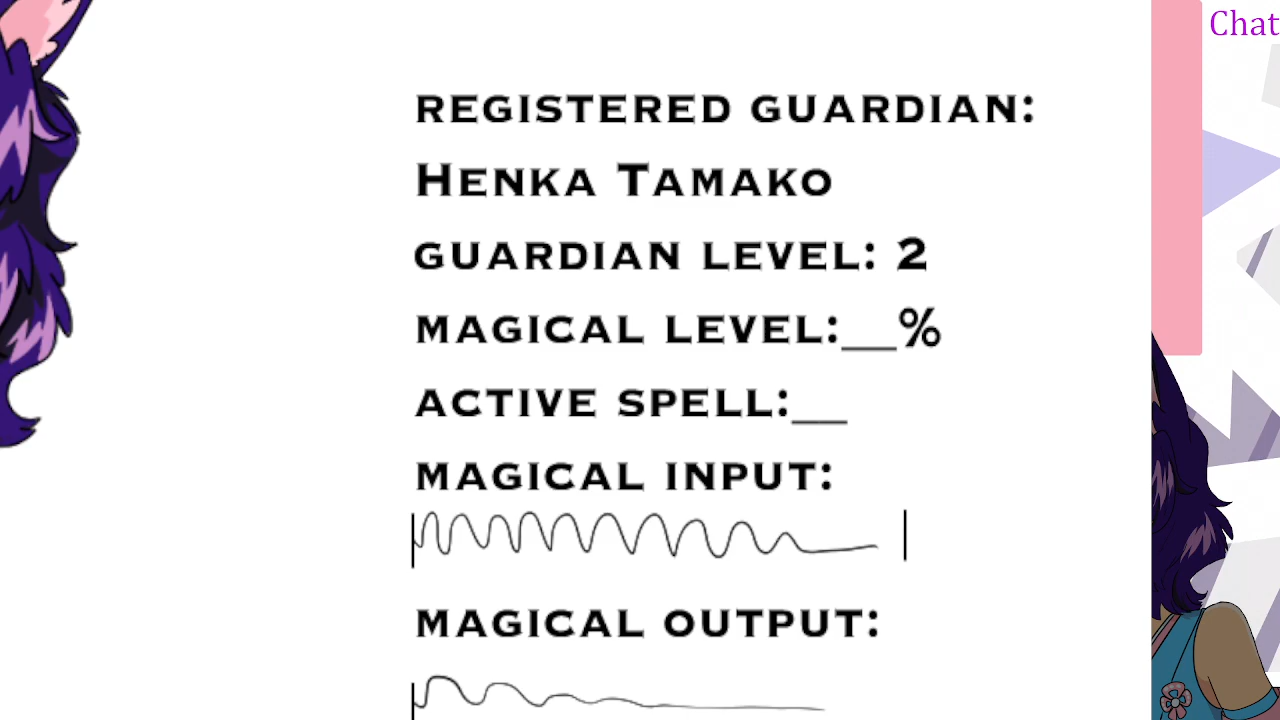 REGISTERED GUARDIAN:
HENKA TAMAKO
GUARDIAN LEVEL: 2
MAGICAL LEVEL:__%
ACTIVE SPELL:__
MAGICAL INPUT:
MAGICAL OUTPUT:
Chat